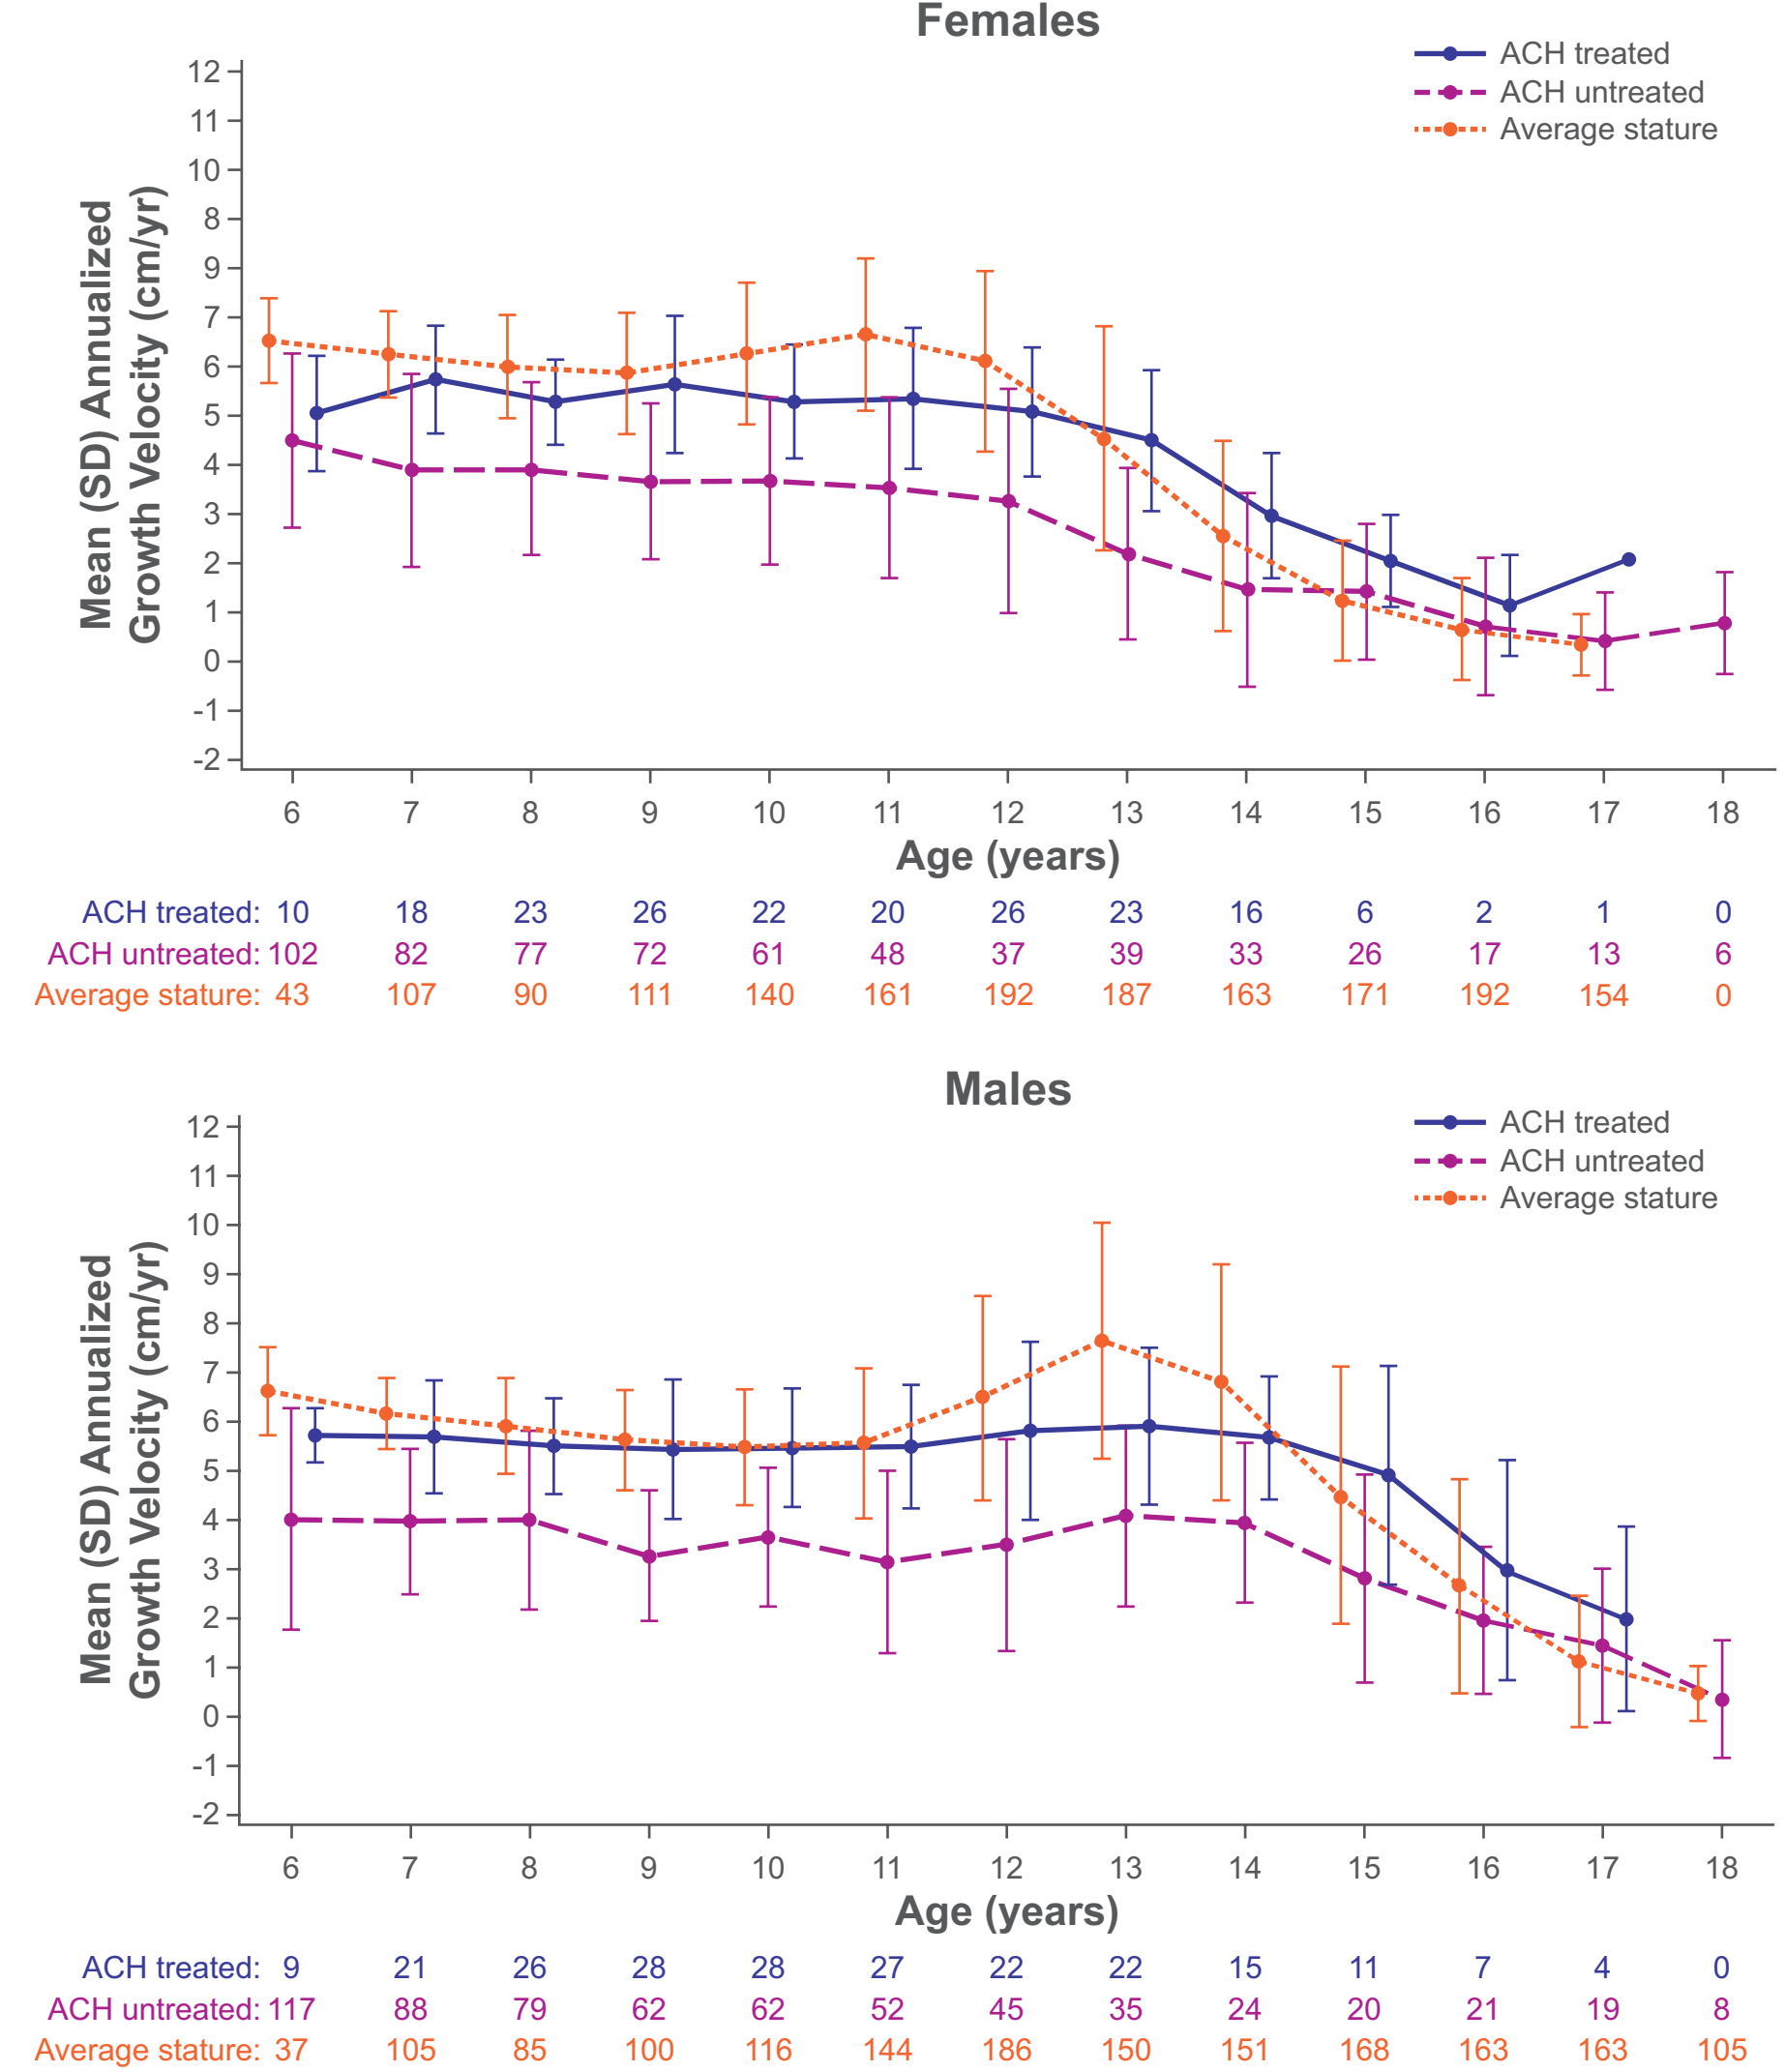 Females
ACH treated
ACH untreated
Average stature
Mean (SD) Annualized
Growth Velocity (cm/yr)
12
11
10
8
9
7
6
5
4
3
2
1
0
-1
-2
6 7 8 9 10 11 12 13 14 15 16 17 18
Age (years)
ACH treated: 10 18 23 26 22 20 26 23 16 6 2 1 0
ACH untreated: 102 82 77 72 61 48 37 39 33 26 17 13 6
Average stature: 43 107 90 111 140 161 192 187 163 171 192 154 0
Males
ACH treated
ACH untreated
Average stature
Mean (SD) Annualized
Growth Velocity (cm/yr)
12
11
10
9
8
7
6
5
4
3
2
1
0
-1
-2
6 7 8 9 10 11 12 13 14 15 16 17 18
Age (years)
ACH treated: 9 21 26 28 28 27 22 22 15 11 7 4 0
ACH untreated: 117 88 79 62 62 52 45 35 24 20 21 19 8
Average stature: 37 105 85 100 116 144 186 150 151 168 163 163 105